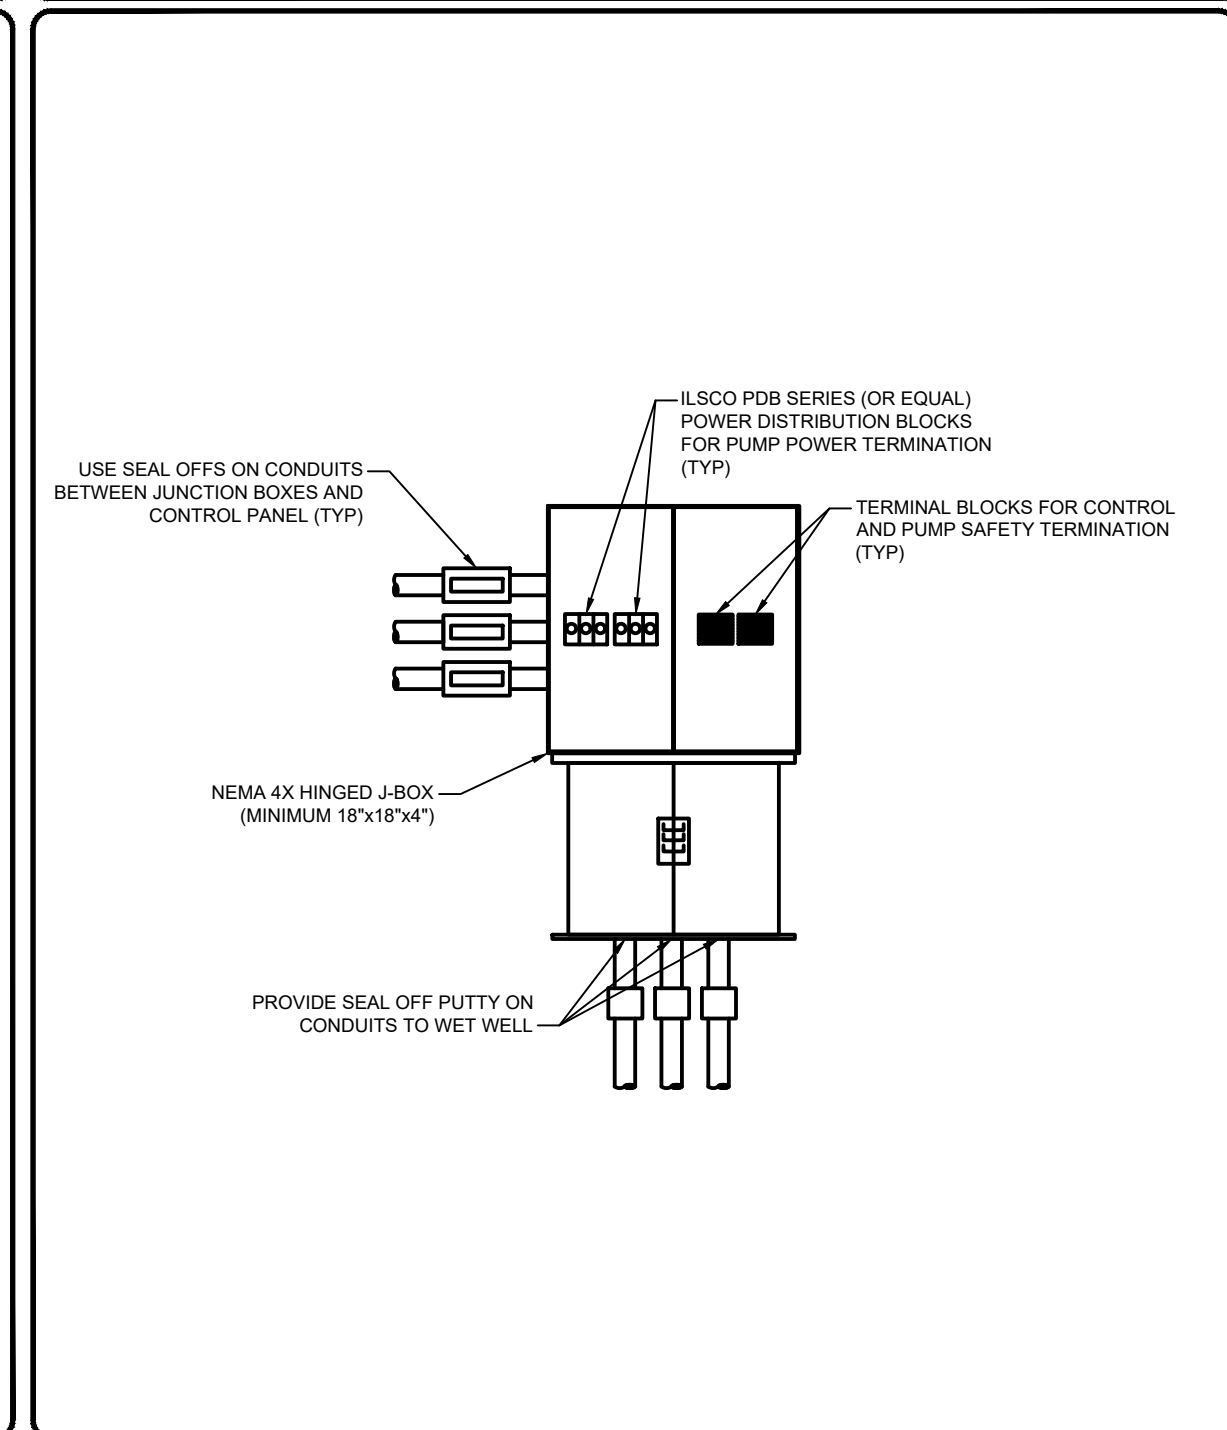 ILSCO PDB SERIES (OR EQUAL)
POWER DISTRIBUTION BLOCKS
FOR PUMP POWER TERMINATION
(TYP)
USE SEAL OFFS ON CONDUITS
BETWEEN JUNCTION BOXES AND
CONTROL PANEL (TYP)
TERMINAL BLOCKS FOR CONTROL
AND PUMP SAFETY TERMINATION
(TYP)
NEMA 4X HINGED J-BOX
(MINIMUM 18"x18"x4")
PROVIDE SEAL OFF PUTTY ON
CONDUITS TO WET WELL